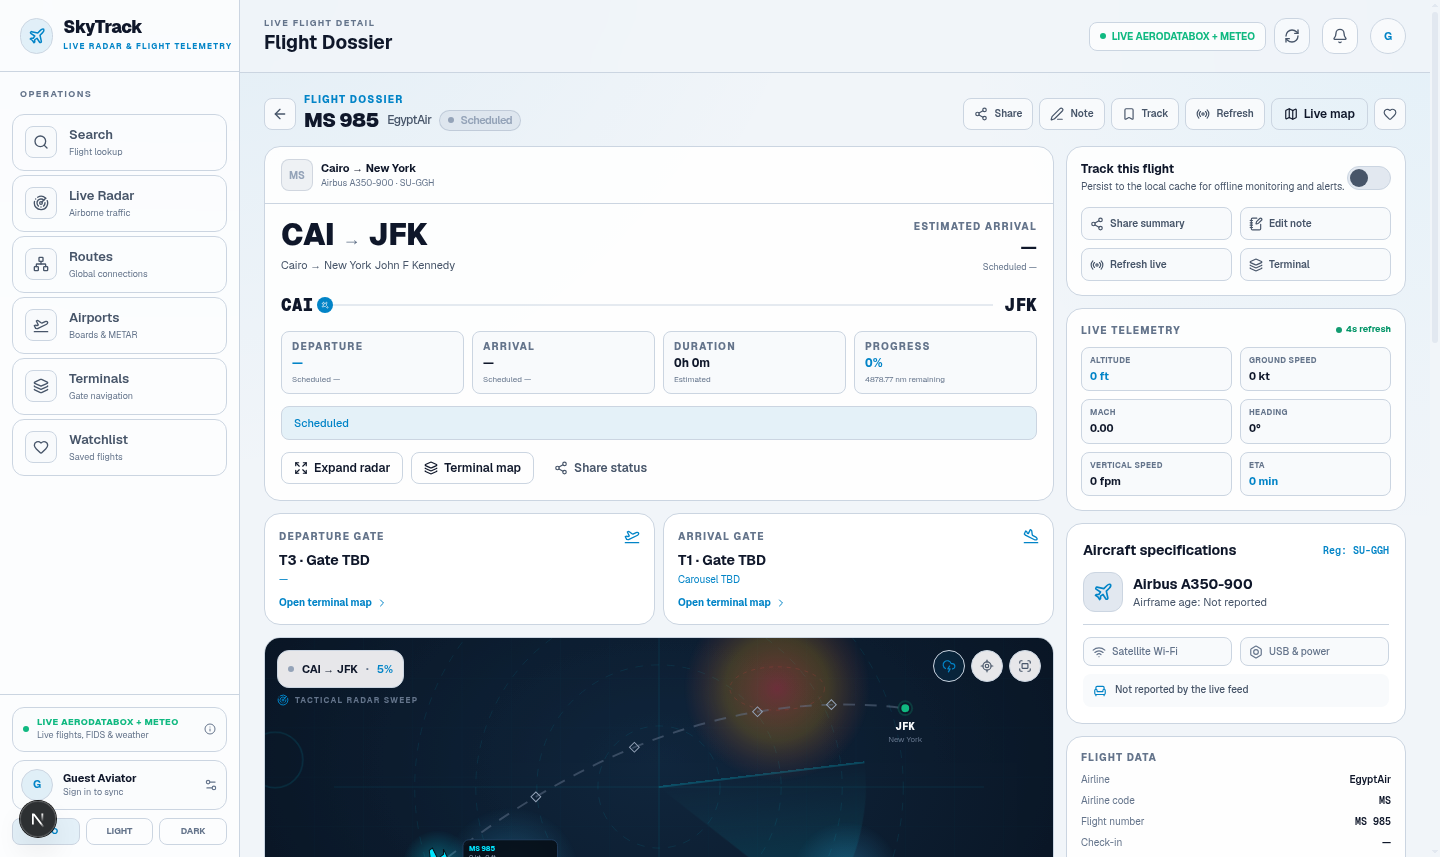 SkyTrack
LIVE RADAR & FLIGHT TELEMETRY
OPERATIONS
Search
Flight lookup
Live Radar
Airborne traffic
Routes
Global connections
Airports
Boards & METAR
Terminals
Gate navigation
Watchlist
Saved flights
LIVE AERODATABOX + METEO
Live flights, FIDS & weather
G
Guest Aviator
Sign in to sync
N
LIGHT
DARK
LIVE FLIGHT DETAIL
Flight Dossier
LIVE AERODATABOX + METEO
G
FLIGHT DOSSIER
MS 985 EgyptAir Scheduled
Share
Note
Track
Refresh
Live map
MS
Cairo → New York
Airbus A350-900 · SU-GGH
CAI → JFK
Cairo → New York John F Kennedy
ESTIMATED ARRIVAL
—
Scheduled —
CAI
JFK
DEPARTURE
—
Scheduled —
ARRIVAL
—
Scheduled —
DURATION
0h 0m
Estimated
PROGRESS
0%
4878.77 nm remaining
Scheduled
Expand radar
Terminal map
Share status
DEPARTURE GATE
T3 · Gate TBD
—
Open terminal map
ARRIVAL GATE
T1 · Gate TBD
Carousel TBD
Open terminal map
CAI → JFK · 5%
TACTICAL RADAR SWEEP
JFK
New York
MS 985
Track this flight
Persist to the local cache for offline monitoring and alerts.
Share summary
Edit note
Refresh live
Terminal
LIVE TELEMETRY
4s refresh
ALTITUDE
0 ft
GROUND SPEED
0 kt
MACH
0.00
HEADING
0°
VERTICAL SPEED
0 fpm
ETA
0 min
Aircraft specifications
Reg: SU-GGH
Airbus A350-900
Airframe age: Not reported
Satellite Wi-Fi
USB & power
Not reported by the live feed
FLIGHT DATA
Airline EgyptAir
Airline code MS
Flight number MS 985
Check-in —